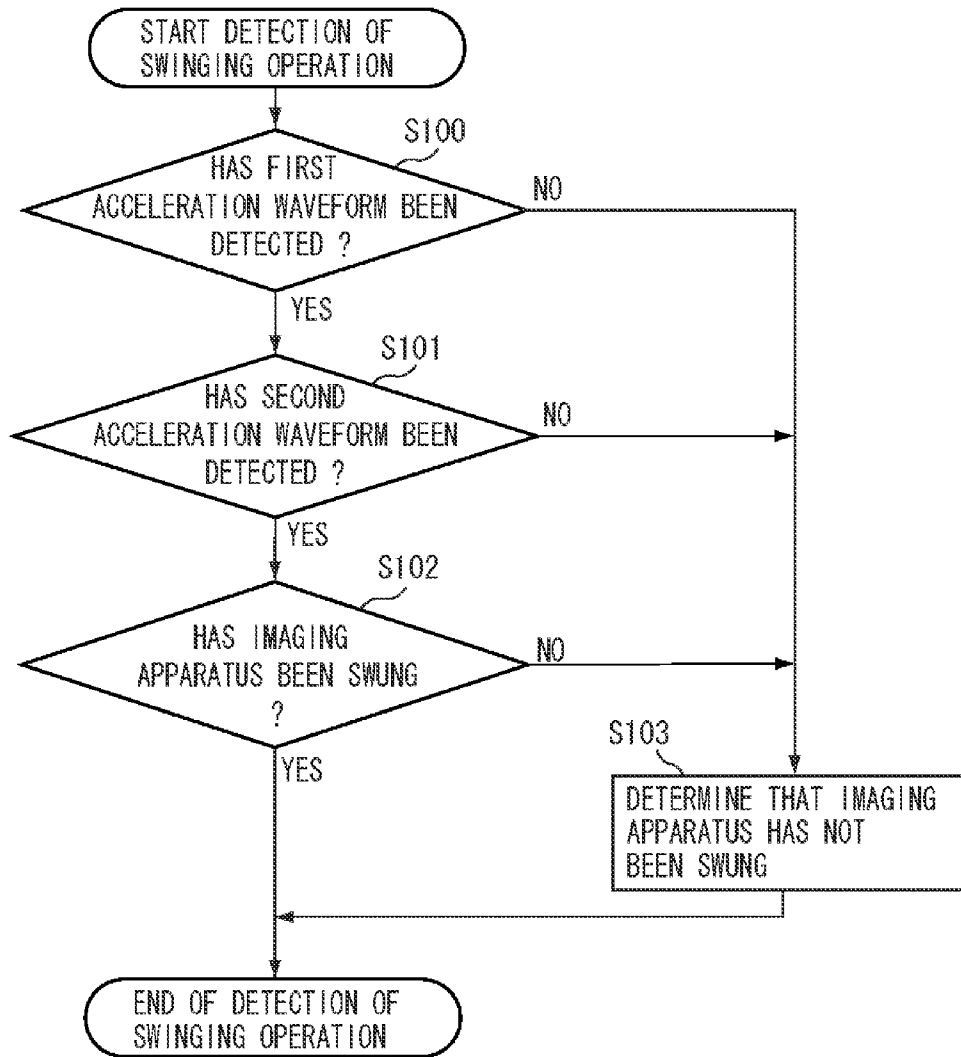 START DETECTION OF
SWINGING OPERATION
S100
HAS FIRST
ACCELERATION WAVEFORM BEEN
DETECTED ?
NO
YES
S101
HAS SECOND
ACCELERATION WAVEFORM BEEN
DETECTED ?
NO
YES
S102
HAS IMAGING
APPARATUS BEEN SWUNG
?
NO
YES
S103
DETERMINE THAT IMAGING
APPARATUS HAS NOT
BEEN SWUNG
END OF DETECTION OF
SWINGING OPERATION